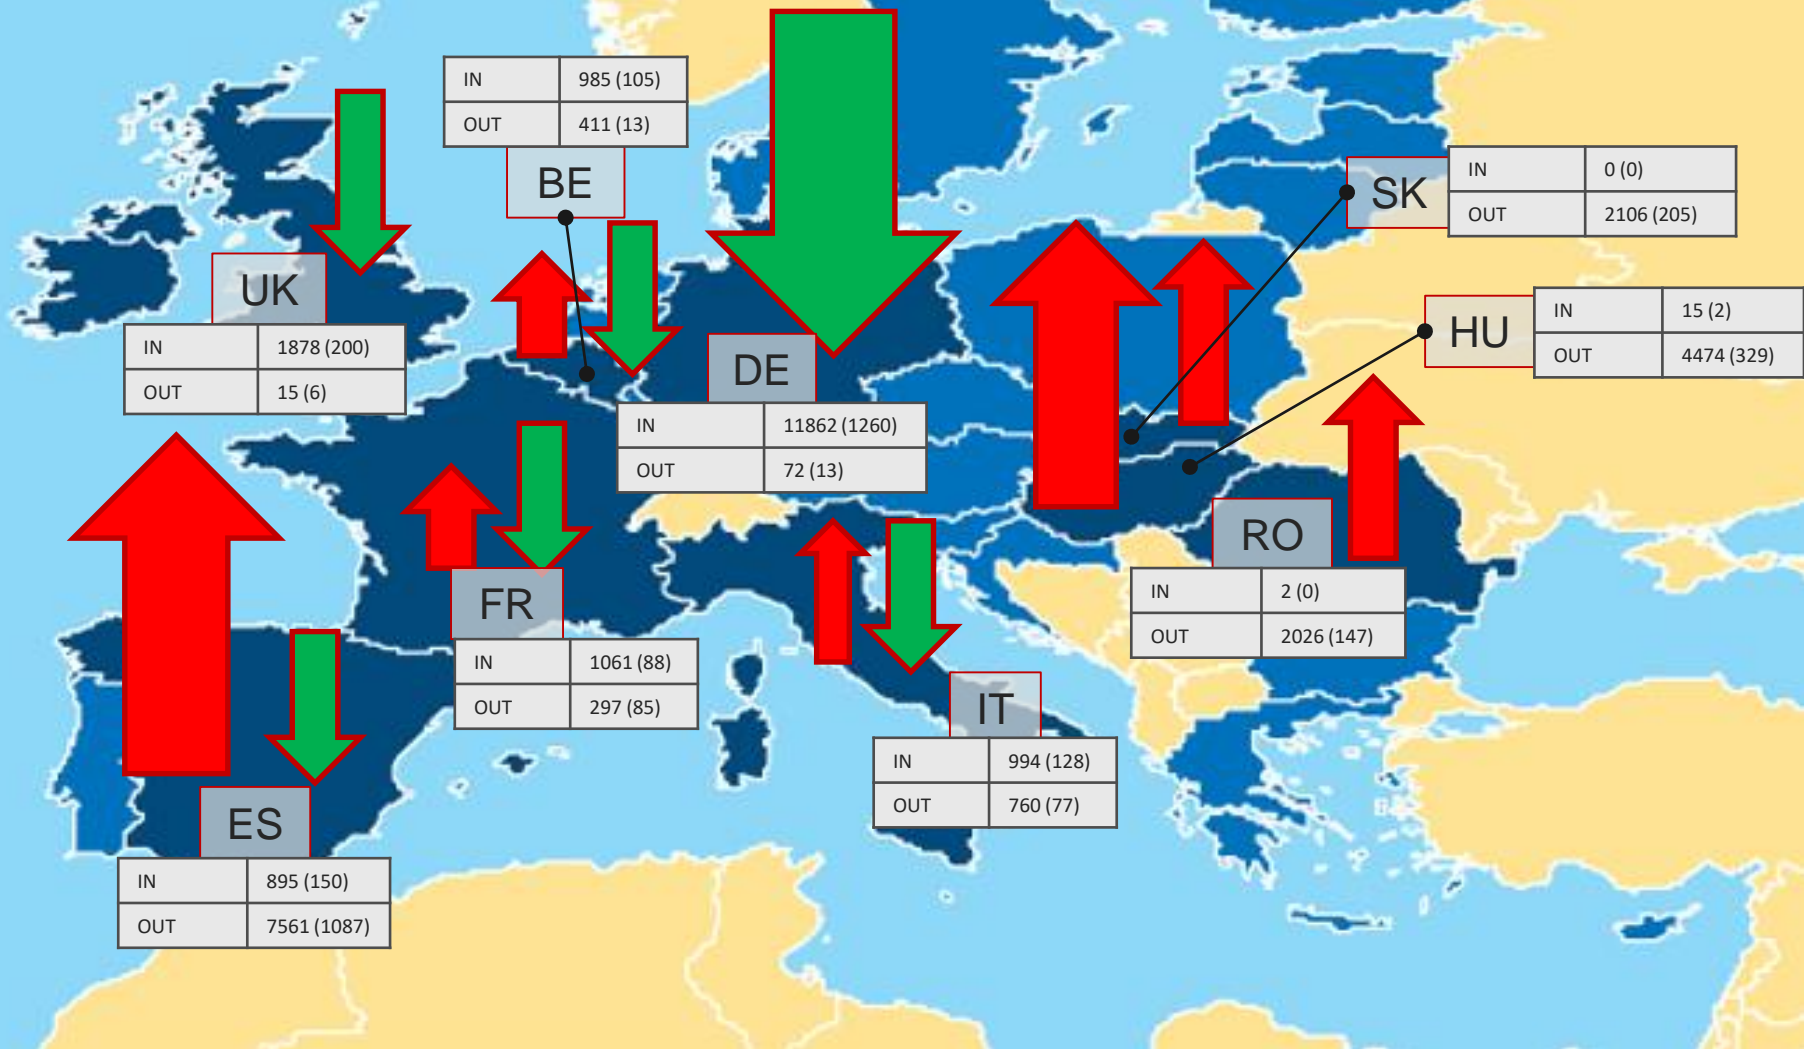 IN 985 (105)
OUT 411 (13)
BE
SK
IN 0 (0)
OUT 2106 (205)
UK
IN 1878 (200)
OUT 15 (6)
HU
IN 15 (2)
OUT 4474 (329)
DE
IN 11862 (1260)
OUT 72 (13)
RO
IN 2 (0)
OUT 2026 (147)
FR
IN 1061 (88)
OUT 297 (85)
IT
IN 994 (128)
OUT 760 (77)
ES
IN 895 (150)
OUT 7561 (1087)